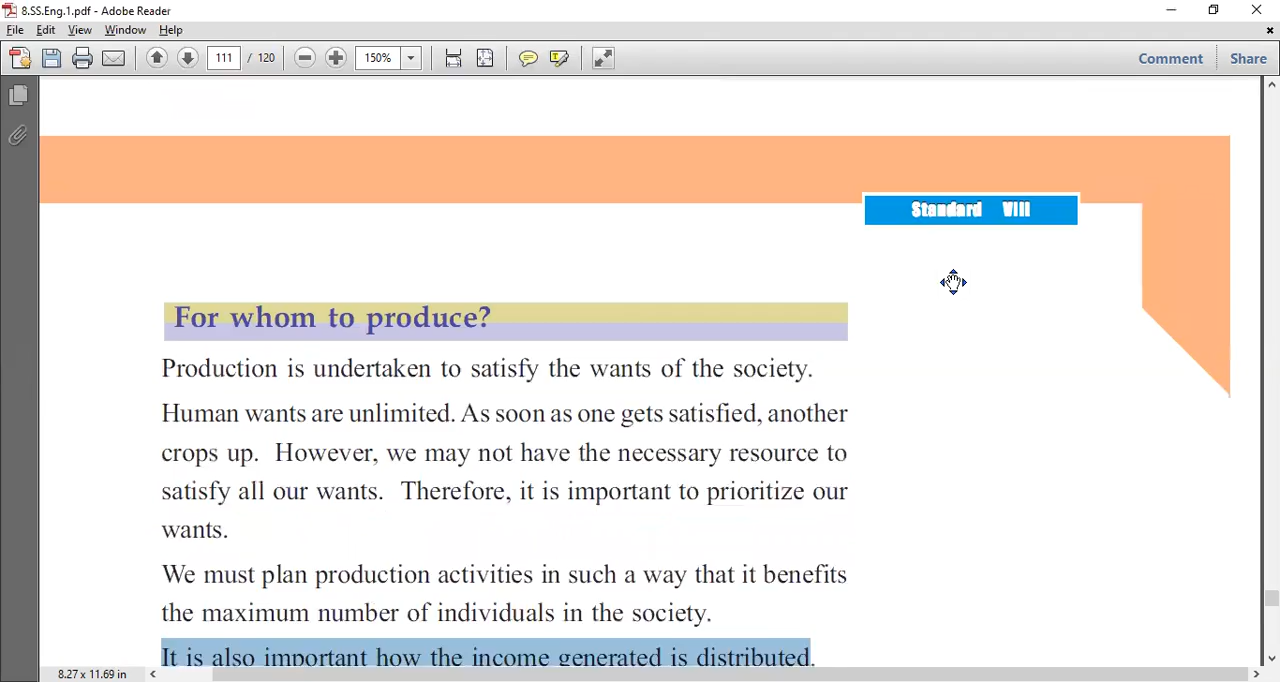 8.SS.Eng.1.pdf - Adobe Reader
File Edit View Window Help
111 / 120 150% Comment Share
Standard VIII
For whom to produce?
Production is undertaken to satisfy the wants of the society.
Human wants are unlimited. As soon as one gets satisfied, another
crops up. However, we may not have the necessary resource to
satisfy all our wants. Therefore, it is important to prioritize our
wants.
We must plan production activities in such a way that it benefits
the maximum number of individuals in the society.
It is also important how the income generated is distributed.
8.27 x 11.69 in